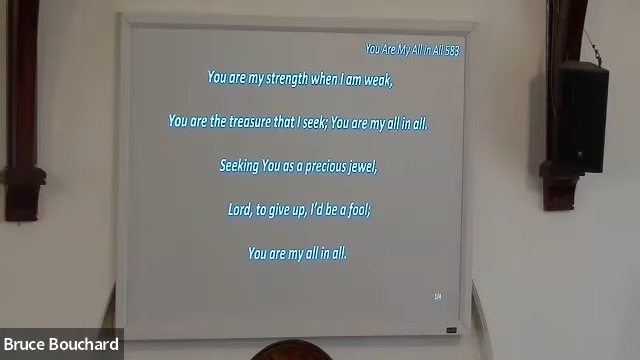 You Are My All in All 583
You are my strength when I am weak,
You are the treasure that I seek; You are my all in all.
Seeking You as a precious jewel,
Lord, to give up, I'd be a fool;
You are my all in all.
1/4
Bruce Bouchard